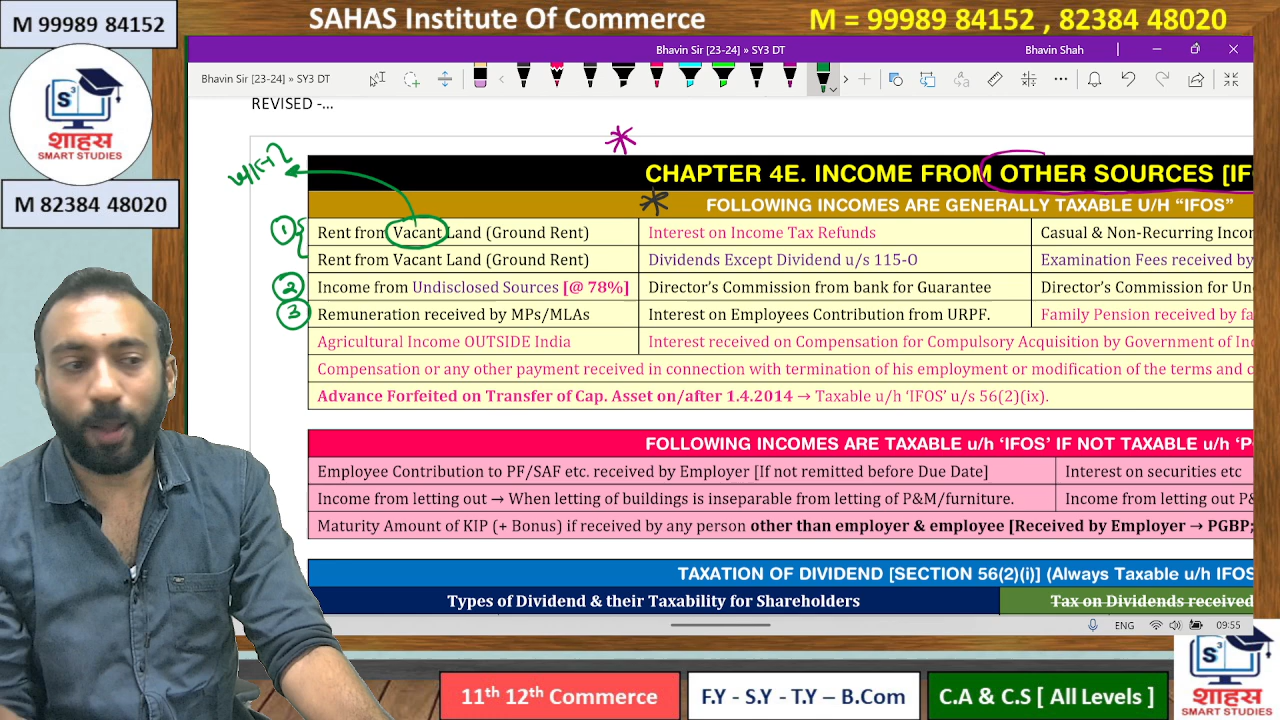 M 99989 84152
SAHAS Institute Of Commerce
M = 99989 84152 , 82384 48020
S3
शाहस
SMART STUDIES
M 82384 48020
Bhavin Sir [23-24] » SY3 DT
Bhavin Shah
Bhavin Sir [23-24] » SY3 DT
REVISED -...
CHAPTER 4E. INCOME FROM OTHER SOURCES [IF
FOLLOWING INCOMES ARE GENERALLY TAXABLE U/H “IFOS”
1 Rent from Vacant Land (Ground Rent)
Interest on Income Tax Refunds
Casual & Non-Recurring Incor
Rent from Vacant Land (Ground Rent)
Dividends Except Dividend u/s 115-O
Examination Fees received by
2 Income from Undisclosed Sources [@ 78%]
Director’s Commission from bank for Guarantee
Director’s Commission for Un
3 Remuneration received by MPs/MLAs
Interest on Employees Contribution from URPF.
Family Pension received by fa
Agricultural Income OUTSIDE India
Interest received on Compensation for Compulsory Acquisition by Government of In
Compensation or any other payment received in connection with termination of his employment or modification of the terms and c
Advance Forfeited on Transfer of Cap. Asset on/after 1.4.2014 → Taxable u/h ‘IFOS’ u/s 56(2)(ix).
FOLLOWING INCOMES ARE TAXABLE u/h ‘IFOS’ IF NOT TAXABLE u/h ‘P
Employee Contribution to PF/SAF etc. received by Employer [If not remitted before Due Date]
Interest on securities etc
Income from letting out → When letting of buildings is inseparable from letting of P&M/furniture.
Income from letting out P&
Maturity Amount of KIP (+ Bonus) if received by any person other than employer & employee [Received by Employer → PGBP;
TAXATION OF DIVIDEND [SECTION 56(2)(i)] (Always Taxable u/h IFOS
Types of Dividend & their Taxability for Shareholders
Tax on Dividends received
ENG
09:55
11th 12th Commerce
F.Y - S.Y - T.Y – B.Com
C.A & C.S [ All Levels ]
S3
शाहस
SMART STUDIES